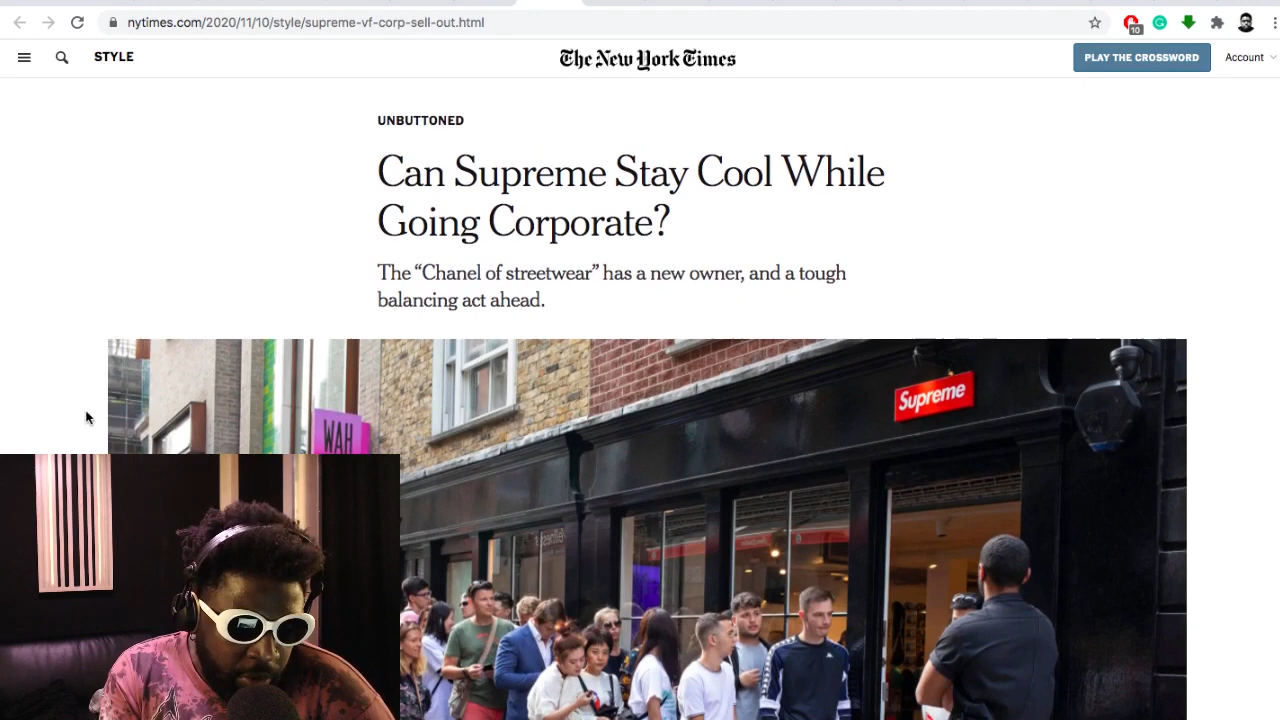 nytimes.com/2020/11/10/style/supreme-vf-corp-sell-out.html
10
STYLE
The New York Times
PLAY THE CROSSWORD
Account
UNBUTTONED
Can Supreme Stay Cool While
Going Corporate?
The “Chanel of streetwear” has a new owner, and a tough
balancing act ahead.
Supreme
WAH